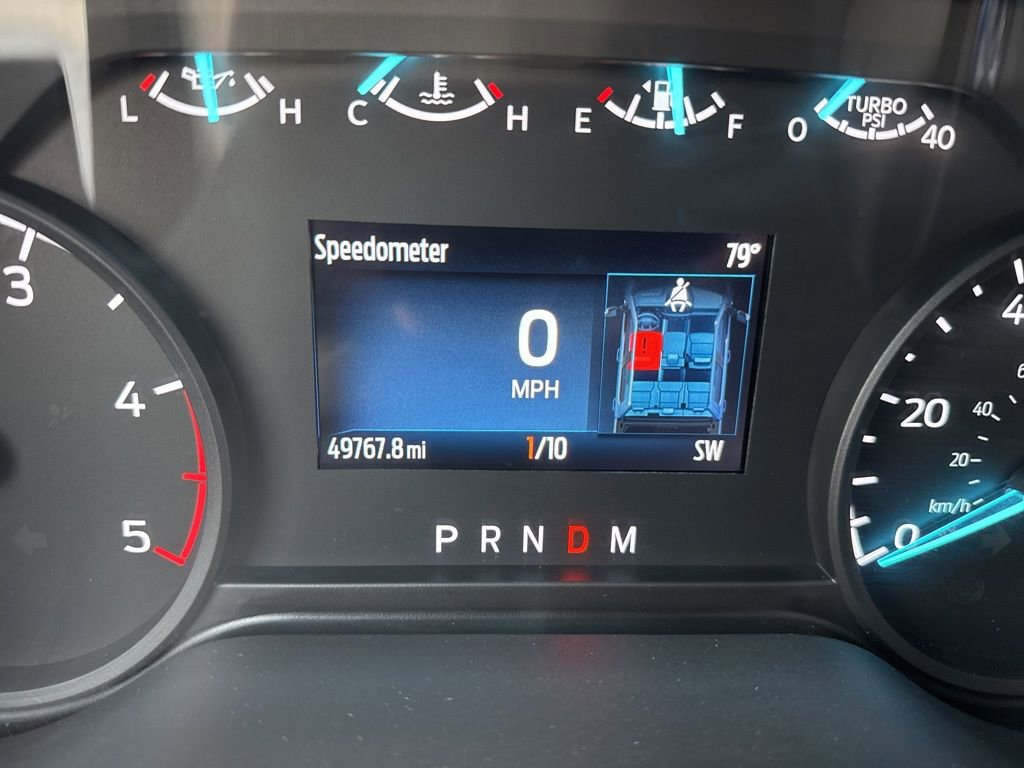 L H C H E F 0 TURBO PSI 40
Speedometer 79°
3
0
MPH
4
20
40
20
km/h
49767.8 mi 1/10 SW
5
0
P R N D M